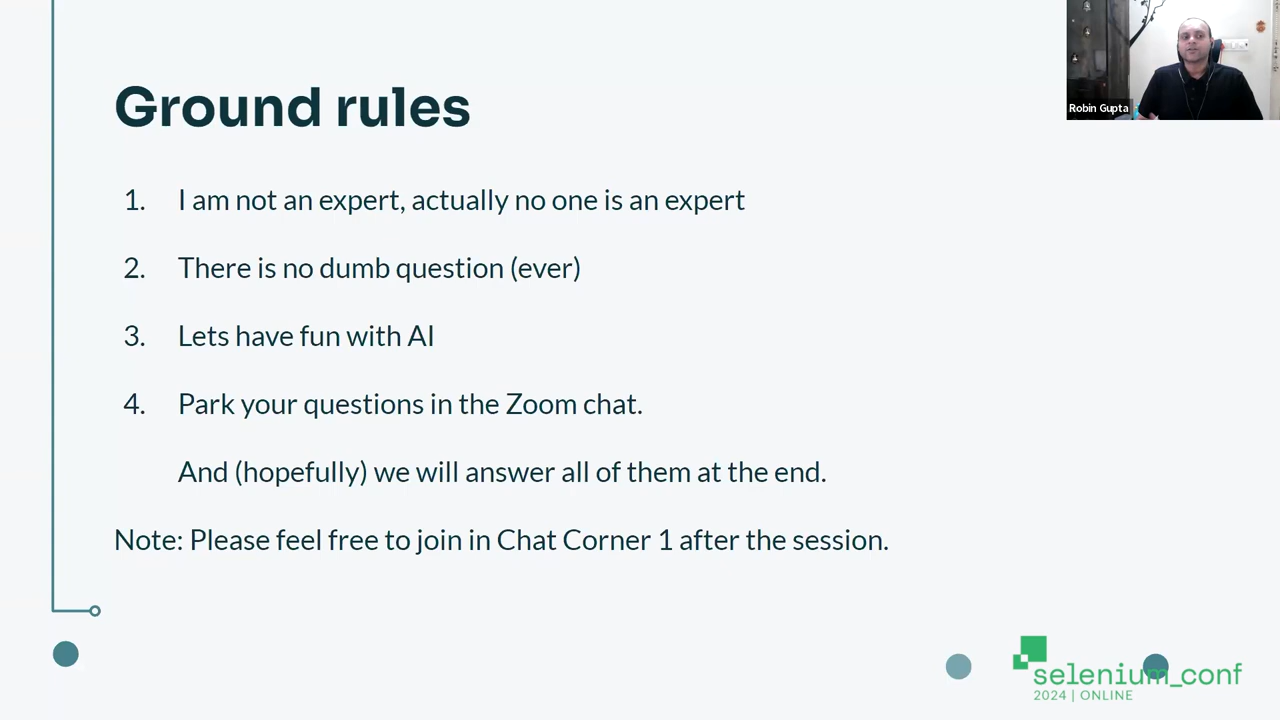 Ground rules
1. I am not an expert, actually no one is an expert
2. There is no dumb question (ever)
3. Lets have fun with AI
4. Park your questions in the Zoom chat.
And (hopefully) we will answer all of them at the end.
Note: Please feel free to join in Chat Corner 1 after the session.
Robin Gupta
selenium_conf
2024 | ONLINE